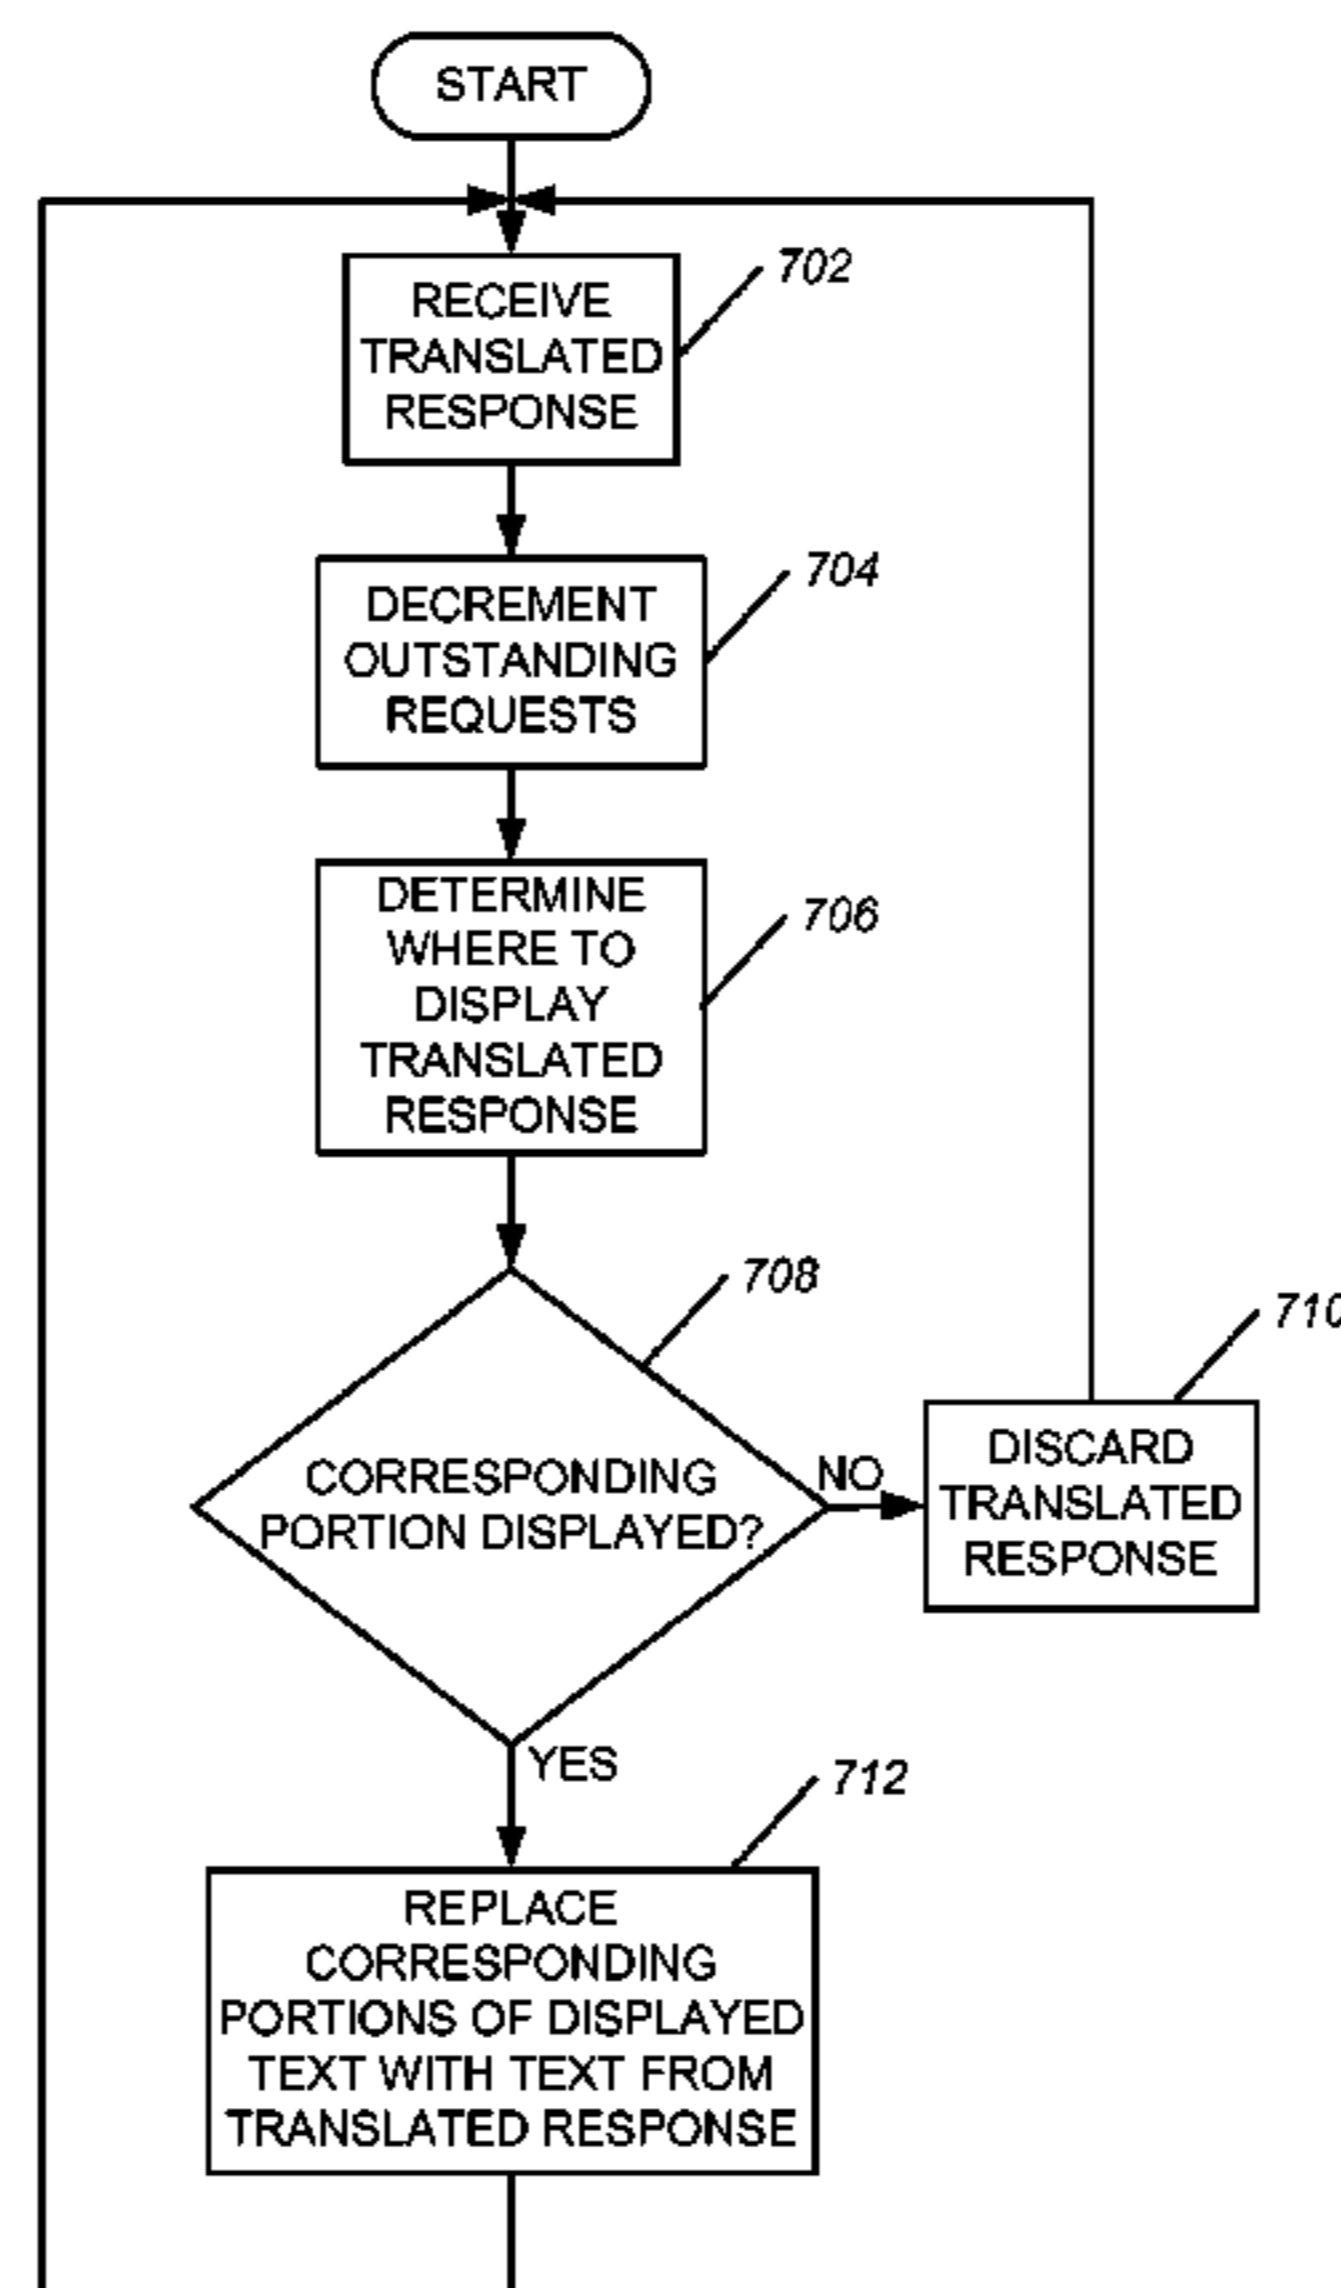 START
702
RECEIVE
TRANSLATED
RESPONSE
704
DECREMENT
OUTSTANDING
REQUESTS
706
DETERMINE
WHERE TO
DISPLAY
TRANSLATED
RESPONSE
708
CORRESPONDING
PORTION DISPLAYED?
NO
710
DISCARD
TRANSLATED
RESPONSE
YES
712
REPLACE
CORRESPONDING
PORTIONS OF DISPLAYED
TEXT WITH TEXT FROM
TRANSLATED RESPONSE